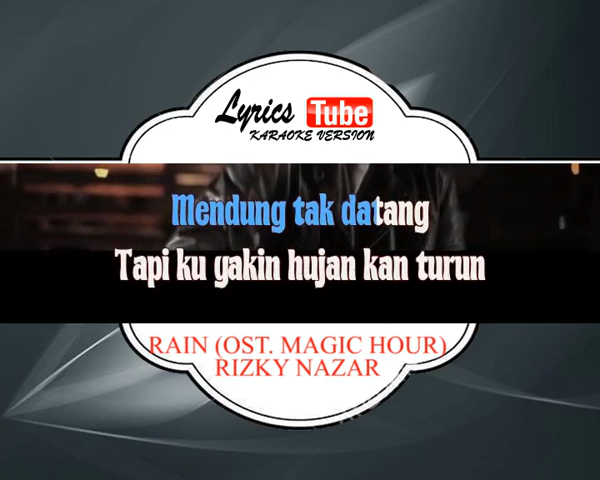 Lyrics Tube
KARAOKE VERSION
Mendung tak datang
Tapi ku yakin hujan kan turun
RAIN (OST. MAGIC HOUR)
RIZKY NAZAR